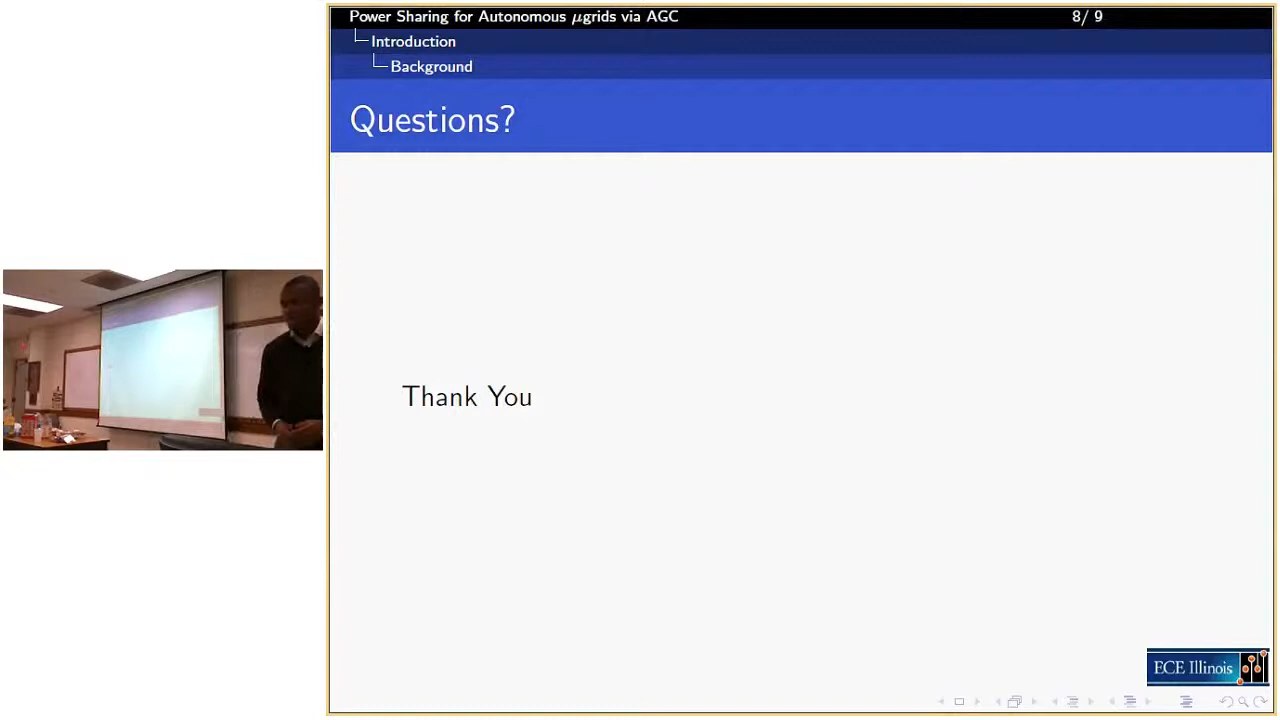 Power Sharing for Autonomous μgrids via AGC 8/ 9
Introduction
Background
Questions?
Thank You
ECE Illinois